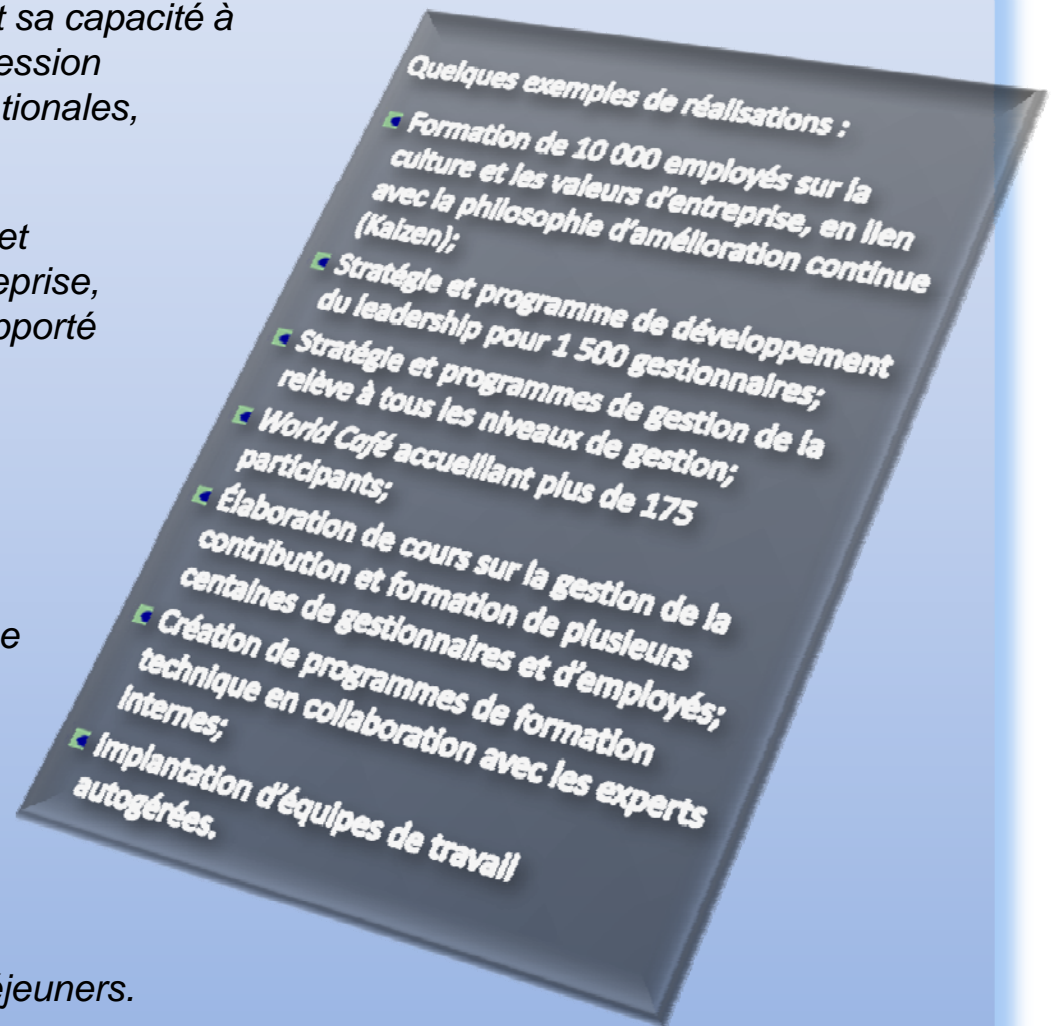 t sa capacité à
ession
tionales,
et
eprise,
pporté
e
éjeuners.
Quelques exemples de réalisations :
Formation de 10 000 employés sur la
culture et les valeurs d'entreprise, en lien
avec la philosophie d'amélioration continue
(Kaizen);
Stratégie et programme de développement
du leadership pour 1 500 gestionnaires;
Stratégie et programmes de gestion de la
relève à tous les niveaux de gestion;
World Café accueillant plus de 175
participants;
Élaboration de cours sur la gestion de la
contribution et formation de plusieurs
centaines de gestionnaires et d'employés;
Création de programmes de formation
technique en collaboration avec les experts
internes;
Implantation d'équipes de travail
autogérées.